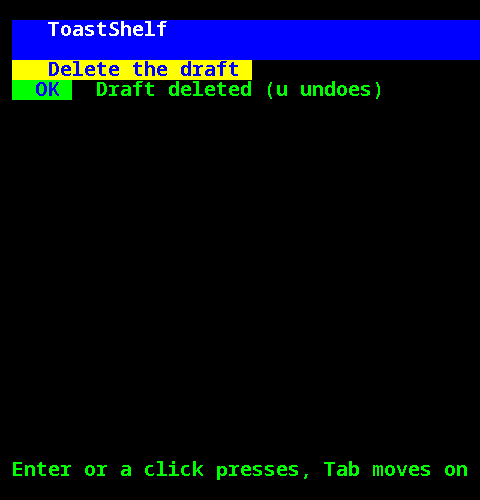 ToastShelf
Delete the draft
OK Draft deleted (u undoes)
Enter or a click presses, Tab moves on